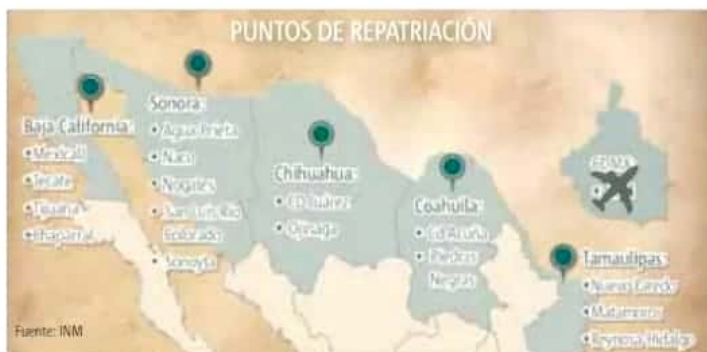 PUNTOS DE REPATRIACIÓN
Baja California:
•Mexicali
•Tecate
•Tijuana
•Chaparral
Sonora:
•Agua Prieta
•Naco
•Nogales
•San Luis Río
Colorado
•Sonoyta
Chihuahua:
•CD Juárez
•Ojinaga
Coahuila:
•Cd Acuña
•Piedras
Negras
CDMX
Tamaulipas:
•Nuevo Laredo
•Matamoros
•Reynosa-Hidalgo
Fuente: INM